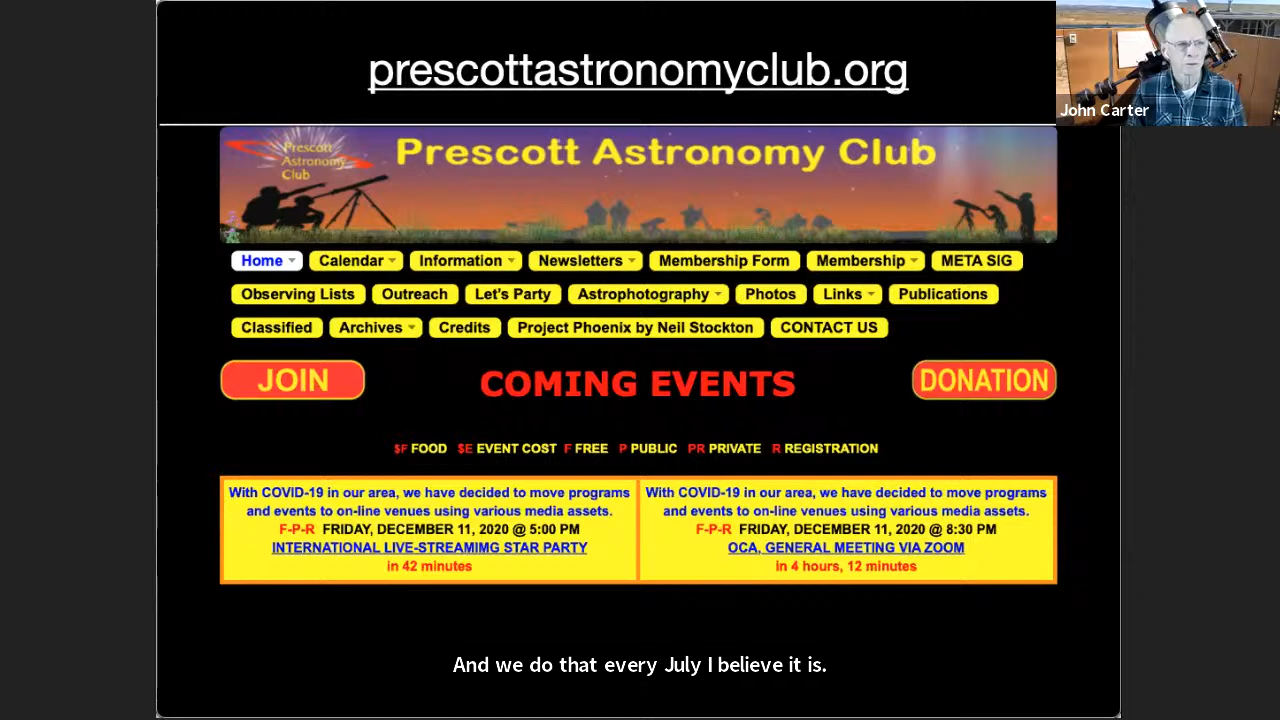 prescottastronomyclub.org
John Carter
Prescott
Astronomy
Club
Prescott Astronomy Club
Home Calendar Information Newsletters Membership Form Membership META SIG
Observing Lists Outreach Let's Party Astrophotography Photos Links Publications
Classified Archives Credits Project Phoenix by Neil Stockton CONTACT US
JOIN COMING EVENTS DONATION
$F FOOD $E EVENT COST F FREE P PUBLIC PR PRIVATE R REGISTRATION
With COVID-19 in our area, we have decided to move programs
and events to on-line venues using various media assets.
F-P-R FRIDAY, DECEMBER 11, 2020 @ 5:00 PM
INTERNATIONAL LIVE-STREAMIMG STAR PARTY
in 42 minutes
With COVID-19 in our area, we have decided to move programs
and events to on-line venues using various media assets.
F-P-R FRIDAY, DECEMBER 11, 2020 @ 8:30 PM
OCA, GENERAL MEETING VIA ZOOM
in 4 hours, 12 minutes
And we do that every July I believe it is.